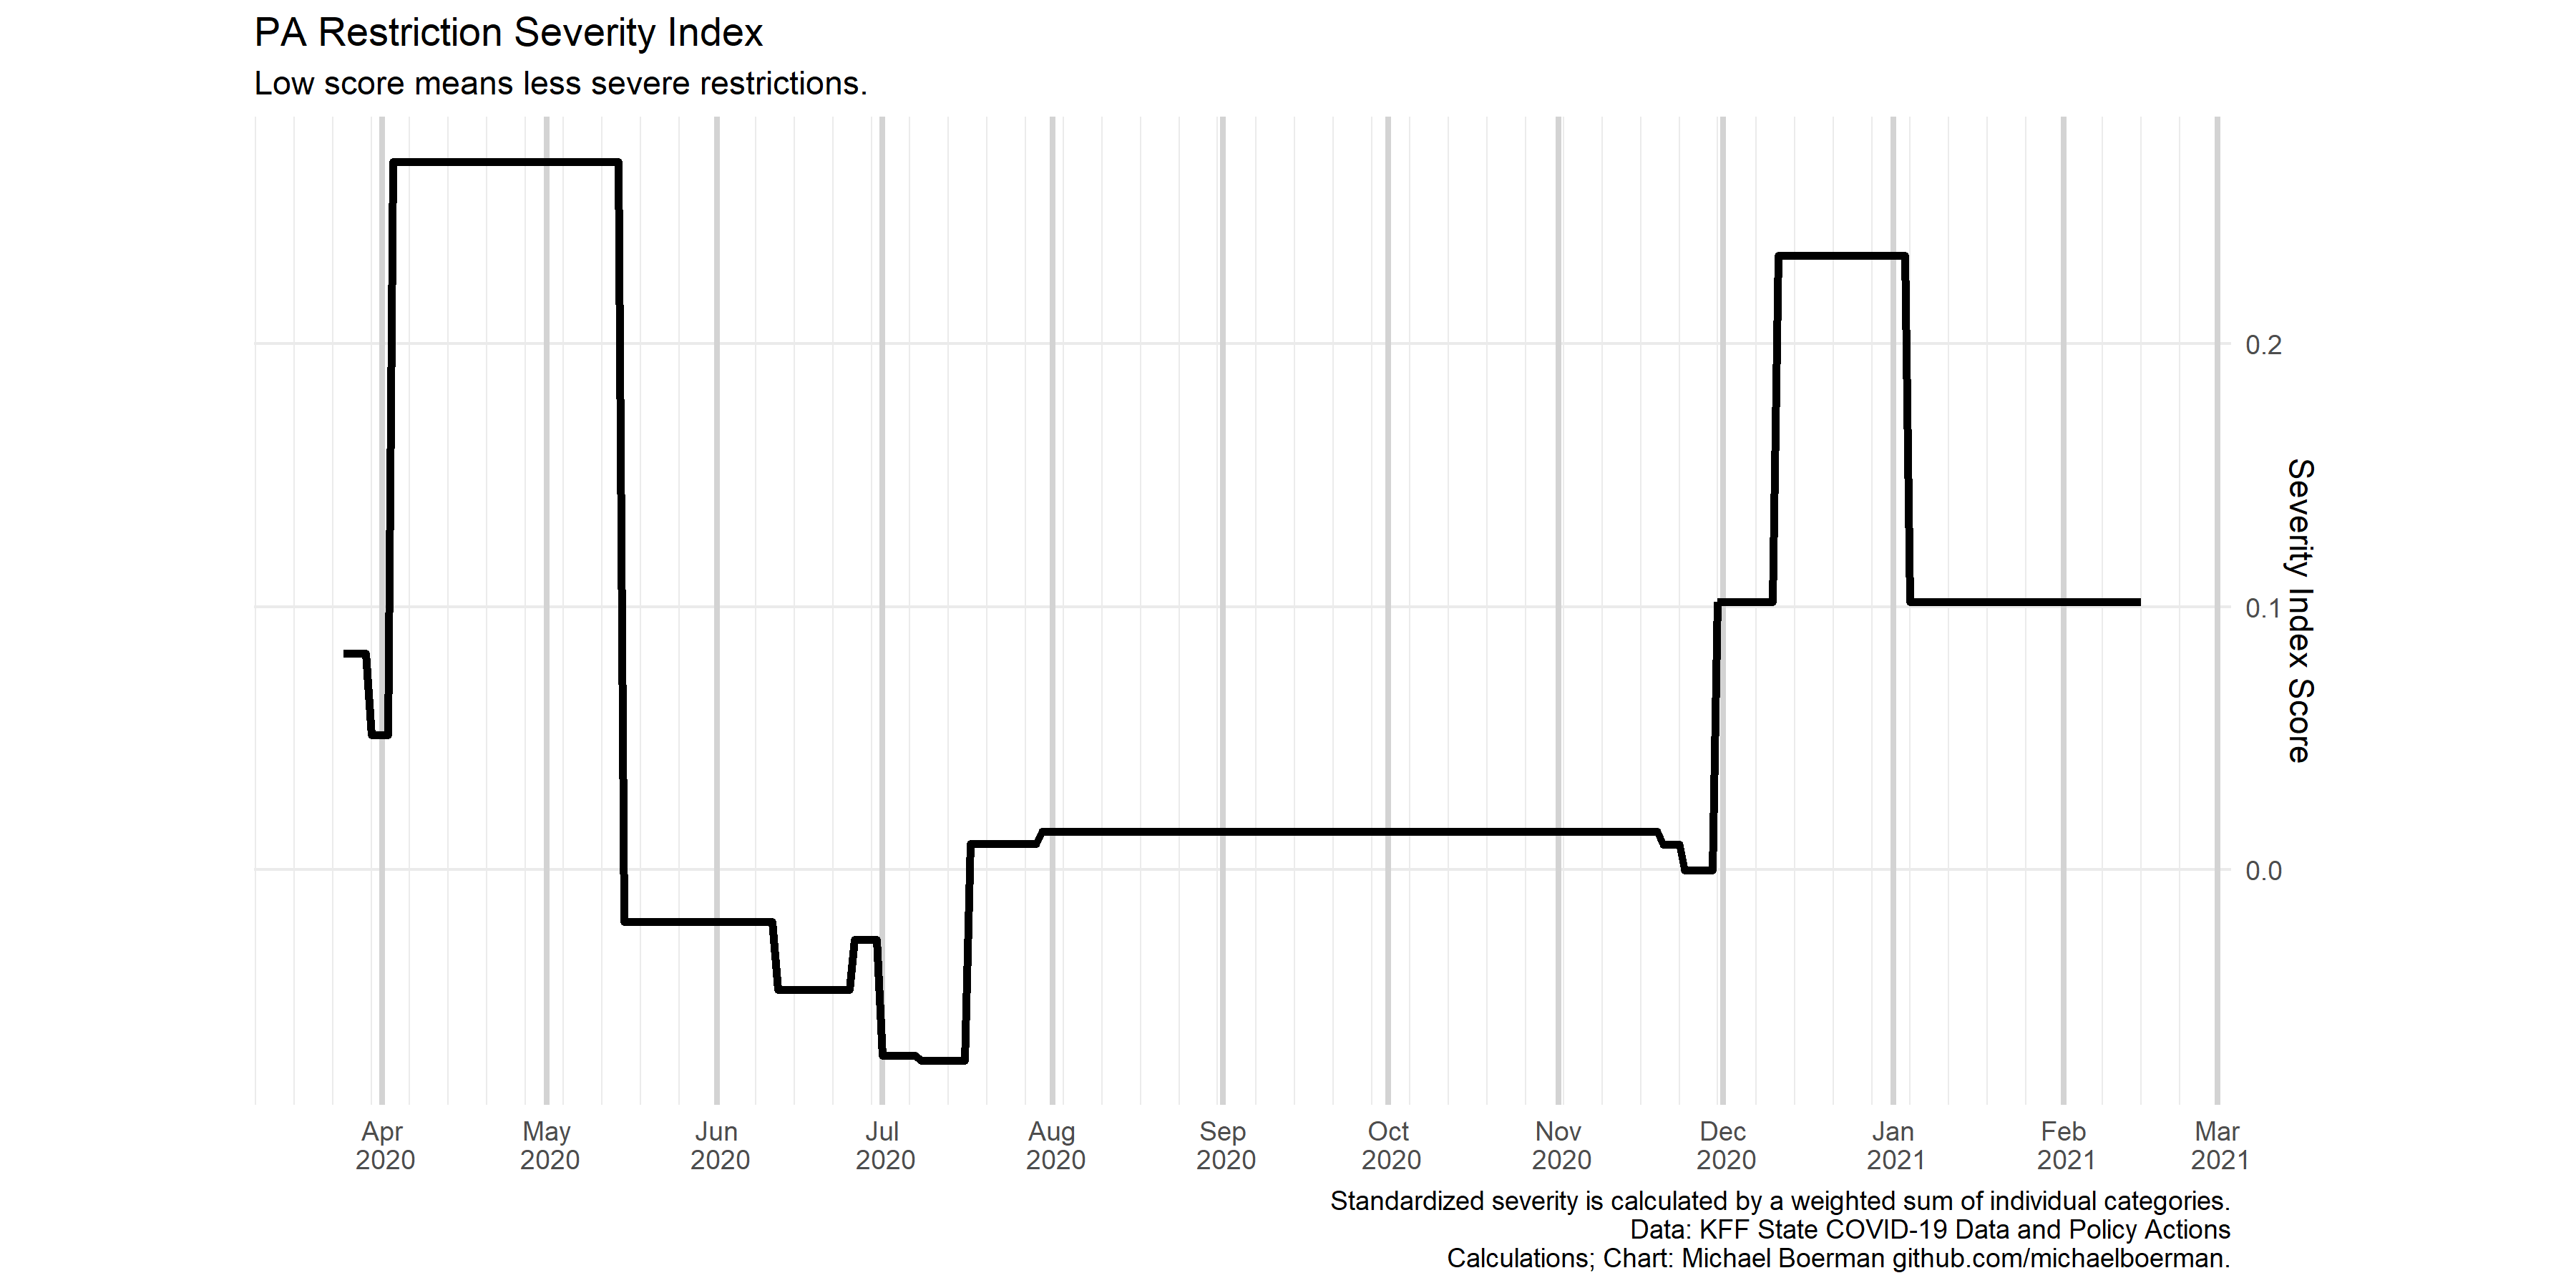 PA Restriction Severity Index
Low score means less severe restrictions.
0.2
0.1
0.0
Severity Index Score
Apr 2020
May 2020
Jun 2020
Jul 2020
Aug 2020
Sep 2020
Oct 2020
Nov 2020
Dec 2020
Jan 2021
Feb 2021
Mar 2021
Standardized severity is calculated by a weighted sum of individual categories.
Data: KFF State COVID-19 Data and Policy Actions
Calculations; Chart: Michael Boerman github.com/michaelboerman.